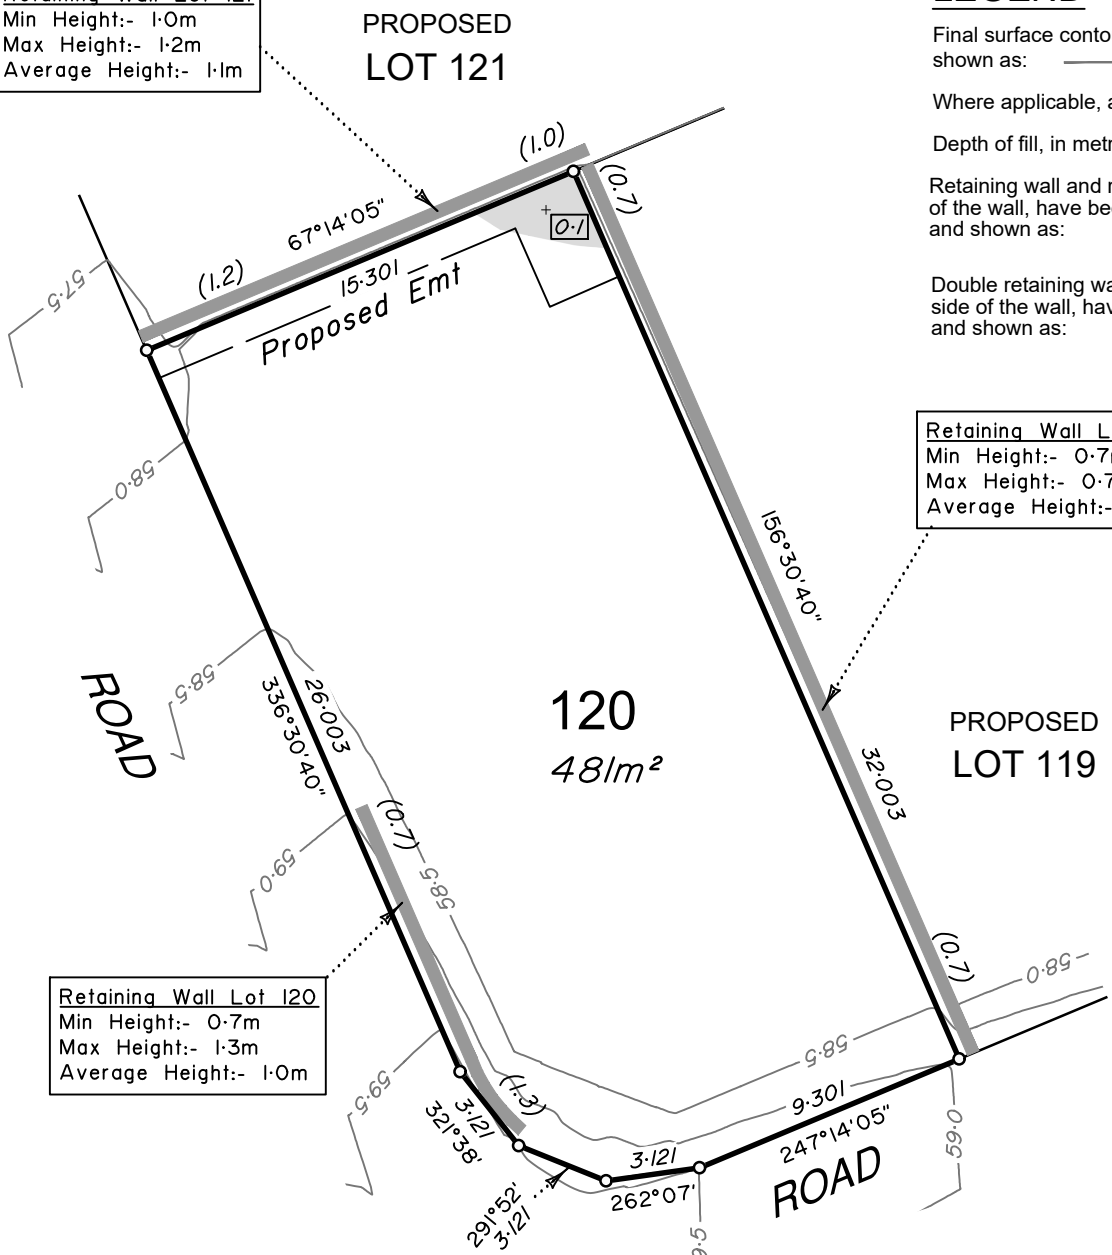 Retaining Wall Lot 121
Min Height:- 1·0m
Max Height:- 1·2m
Average Height:- 1·1m
PROPOSED
LOT 121
LEGEND
Final surface conto
shown as:
Where applicable, a
Depth of fill, in metr
Retaining wall and
of the wall, have bee
and shown as:
Double retaining wa
side of the wall, hav
and shown as:
(1.0)
(0.7)
67°14'05"
0·1
(1.2)
15·301
Proposed Emt
57·5
58·0
Retaining Wall L
Min Height:- 0·7
Max Height:- 0·7
Average Height:-
156°30'40"
58·5
ROAD
26·003
336°30'40"
120
481m²
PROPOSED
LOT 119
32·003
(0.7)
58·5
59·0
(0.7)
58·0
Retaining Wall Lot 120
Min Height:- 0·7m
Max Height:- 1·3m
Average Height:- 1·0m
58·5
59·5
(1.3)
3·121
321°38'
9·301
247°14'05"
59·0
3·121
262°07'
ROAD
291°52'
3·121
9·5